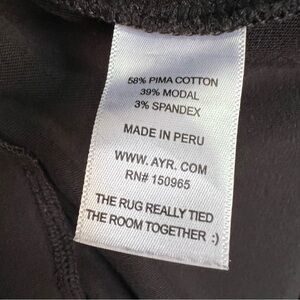 58% PIMA COTTON
39% MODAL
3% SPANDEX
MADE IN PERU
WWW. AYR. COM
RN# 150965
THE RUG REALLY TIED
THE ROOM TOGETHER :)